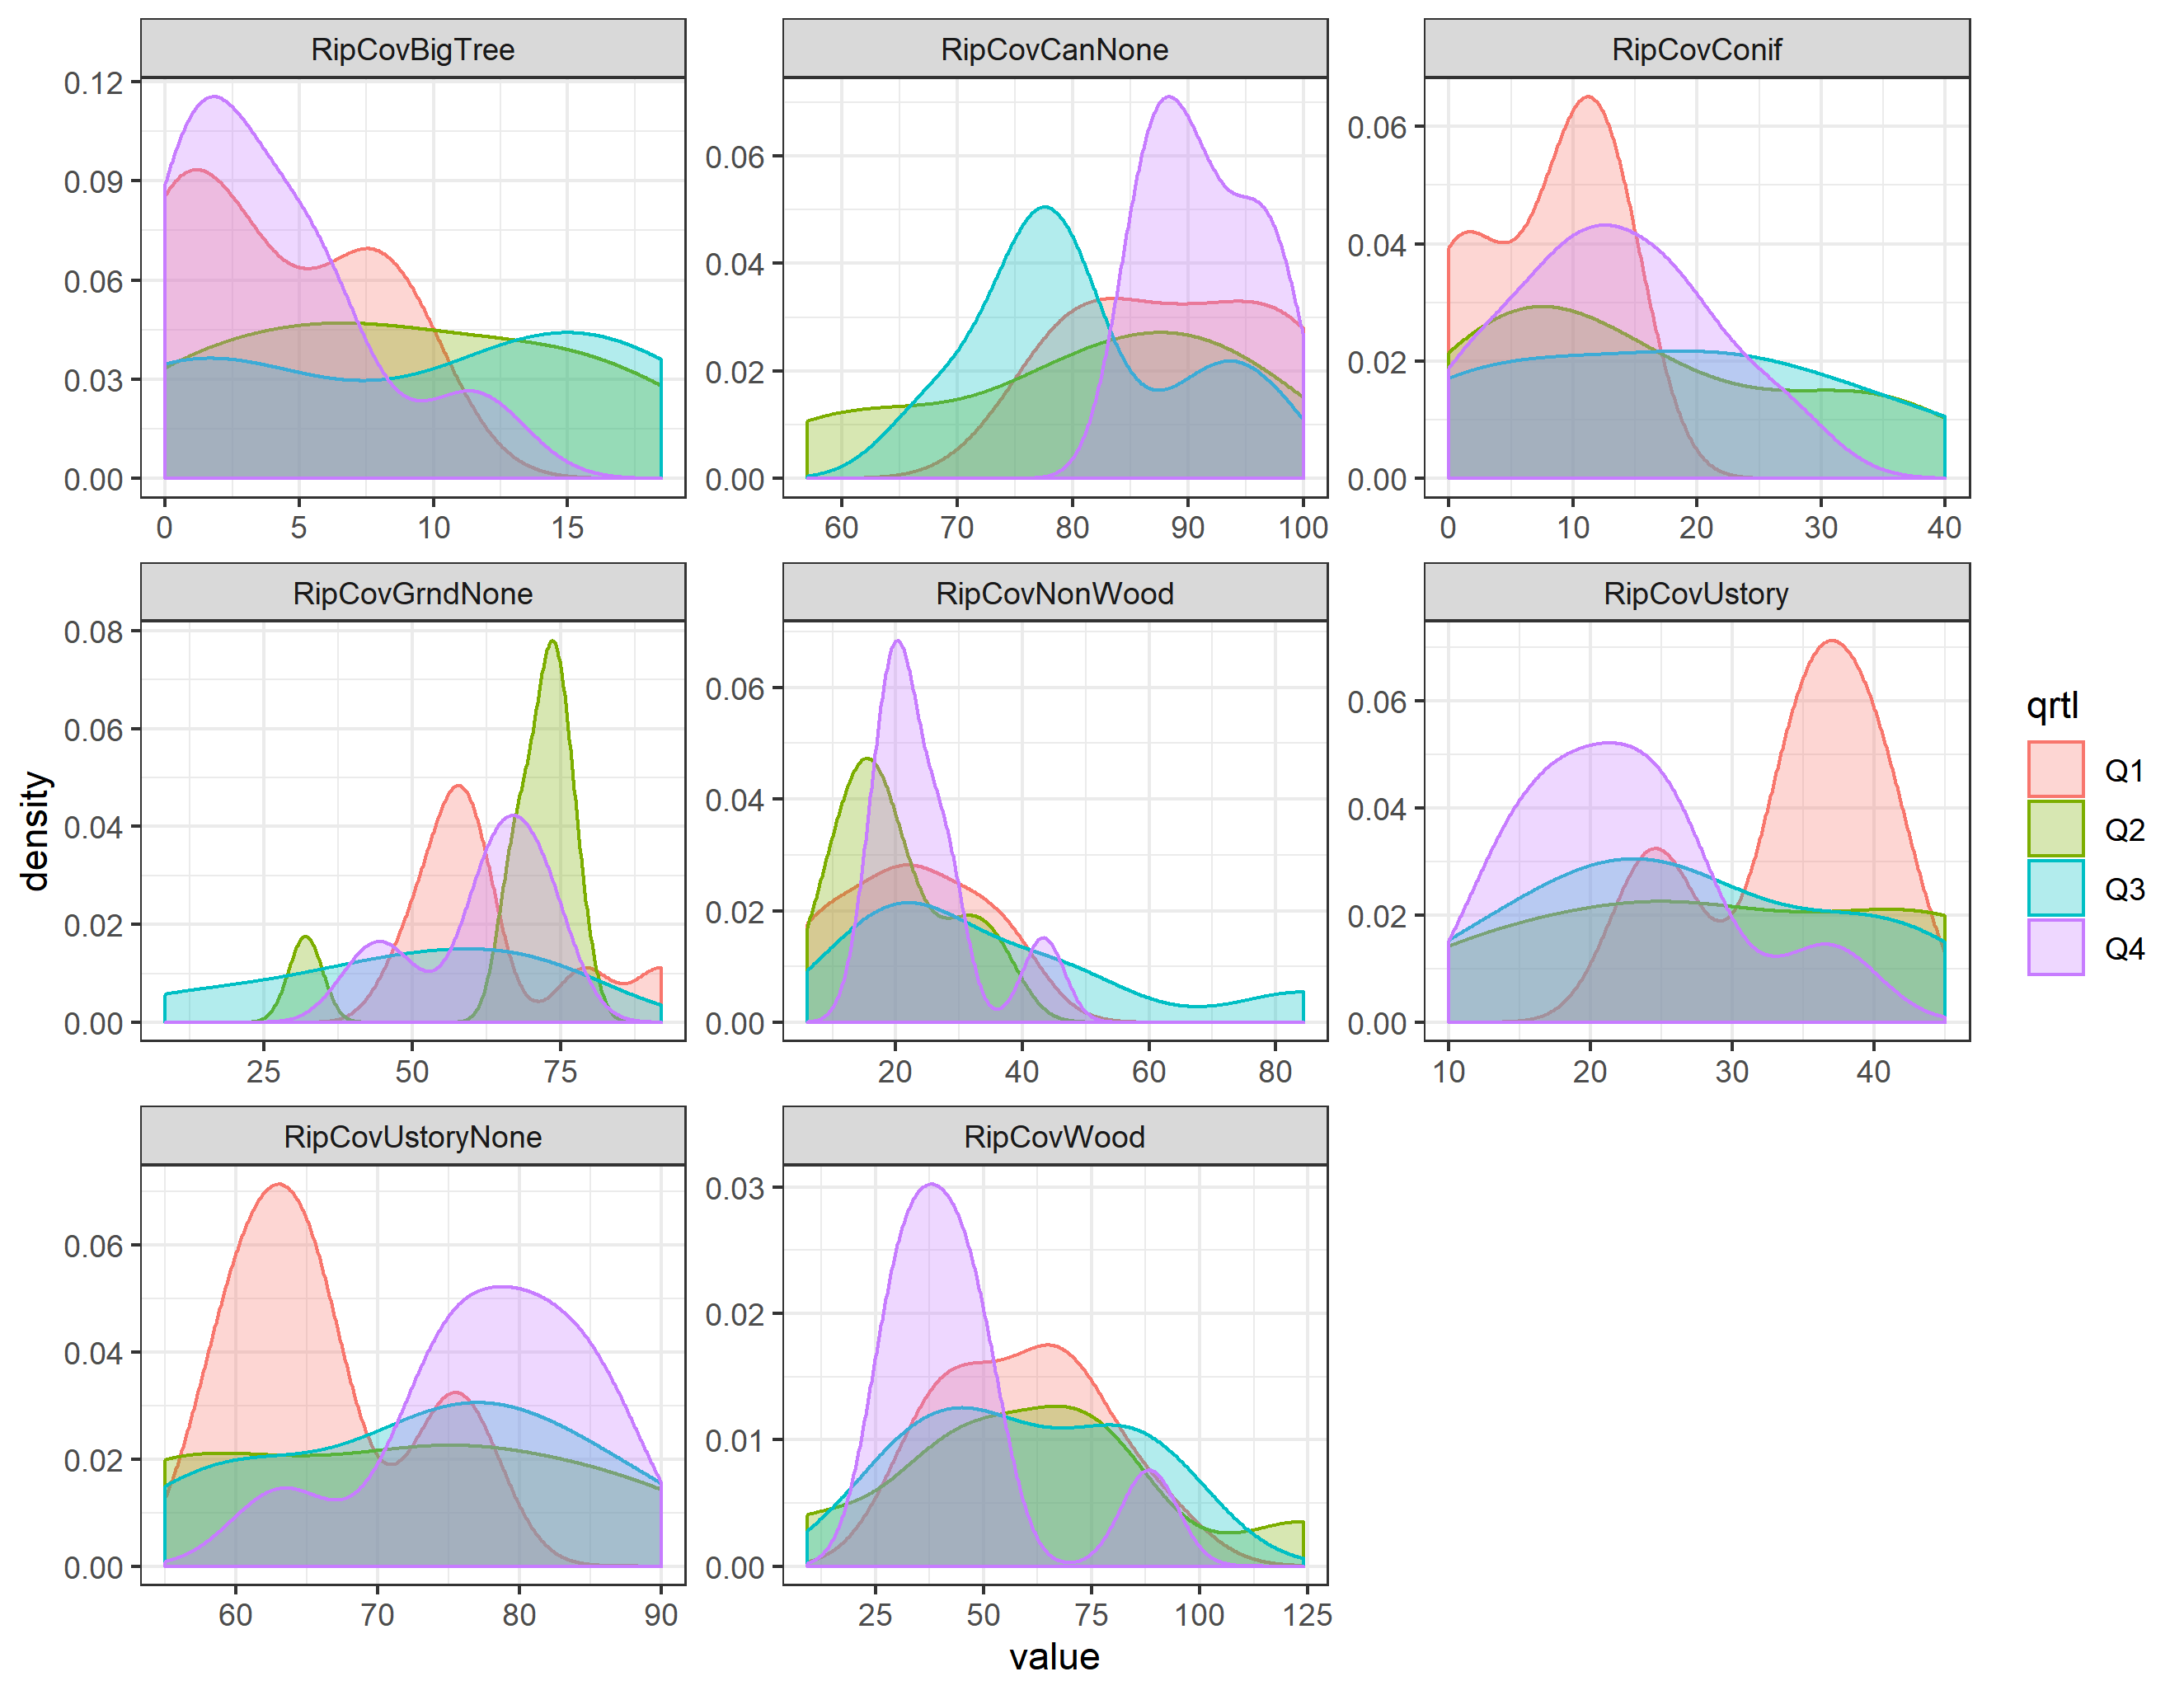 RipCovBigTree
RipCovCanNone
RipCovConif
0.12
0.09
0.06
0.03
0.00
0.06
0.04
0.02
0.00
0.06
0.04
0.02
0.00
0 5 10 15
60 70 80 90 100
0 10 20 30 40
RipCovGrndNone
RipCovNonWood
RipCovUstory
0.08
0.06
0.04
0.02
0.00
0.06
0.04
0.02
0.00
0.06
0.04
0.02
0.00
25 50 75
20 40 60 80
10 20 30 40
RipCovUstoryNone
RipCovWood
0.06
0.04
0.02
0.00
0.03
0.02
0.01
0.00
60 70 80 90
25 50 75 100 125
density
value
qrtl
Q1
Q2
Q3
Q4